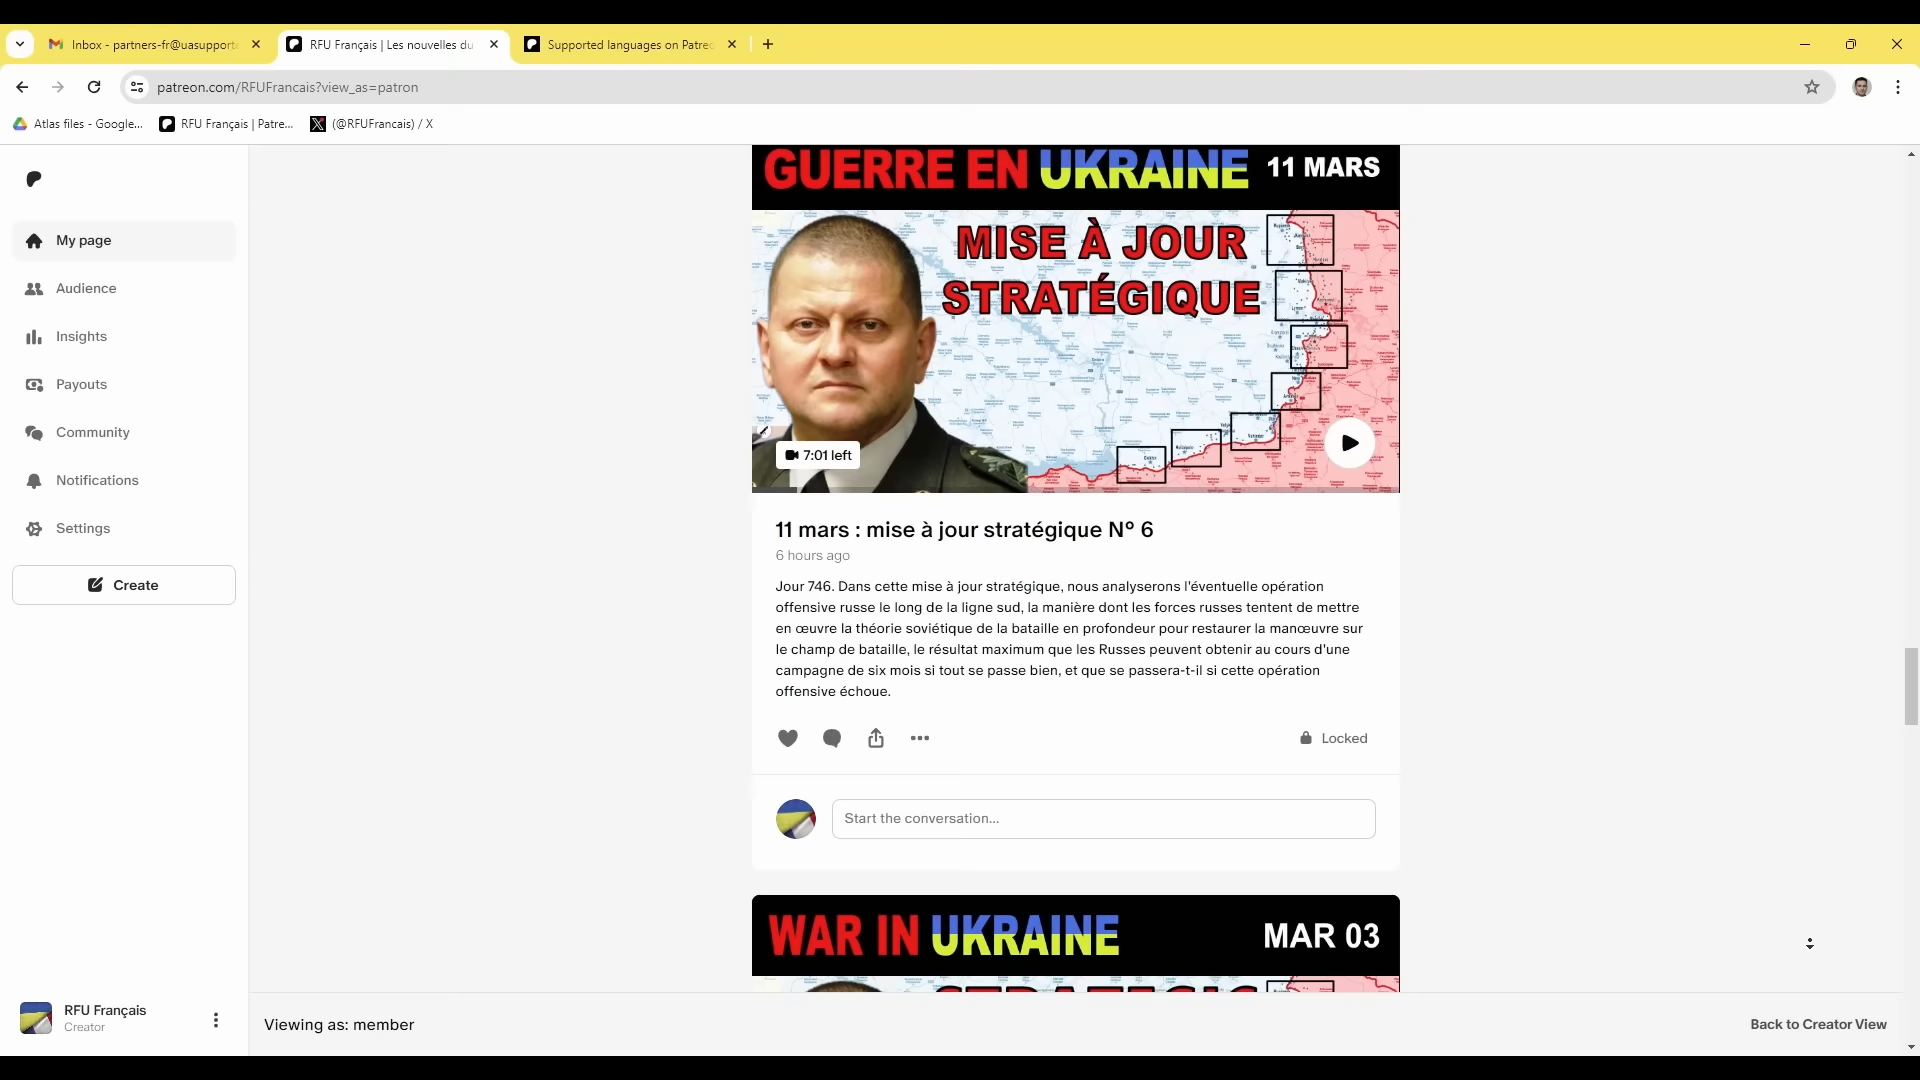 Inbox - partners-fr@uasupport
RFU Français | Les nouvelles du
Supported languages on Patreo
patreon.com/RFUFrancais?view_as=patron
Atlas files - Google...
RFU Français | Patre...
(@RFUFrancais) / X
My page
Audience
Insights
Payouts
Community
Notifications
Settings
Create
RFU Français
Creator
GUERRE EN UKRAINE 11 MARS
MISE À JOUR
STRATÉGIQUE
7:01 left
11 mars : mise à jour stratégique N° 6
6 hours ago
Jour 746. Dans cette mise à jour stratégique, nous analyserons l'éventuelle opération
offensive russe le long de la ligne sud, la manière dont les forces russes tentent de mettre
en œuvre la théorie soviétique de la bataille en profondeur pour restaurer la manœuvre sur
le champ de bataille, le résultat maximum que les Russes peuvent obtenir au cours d'une
campagne de six mois si tout se passe bien, et que se passera-t-il si cette opération
offensive échoue.
Locked
Start the conversation...
WAR IN UKRAINE MAR 03
STRATEGIC
Viewing as: member
Back to Creator View